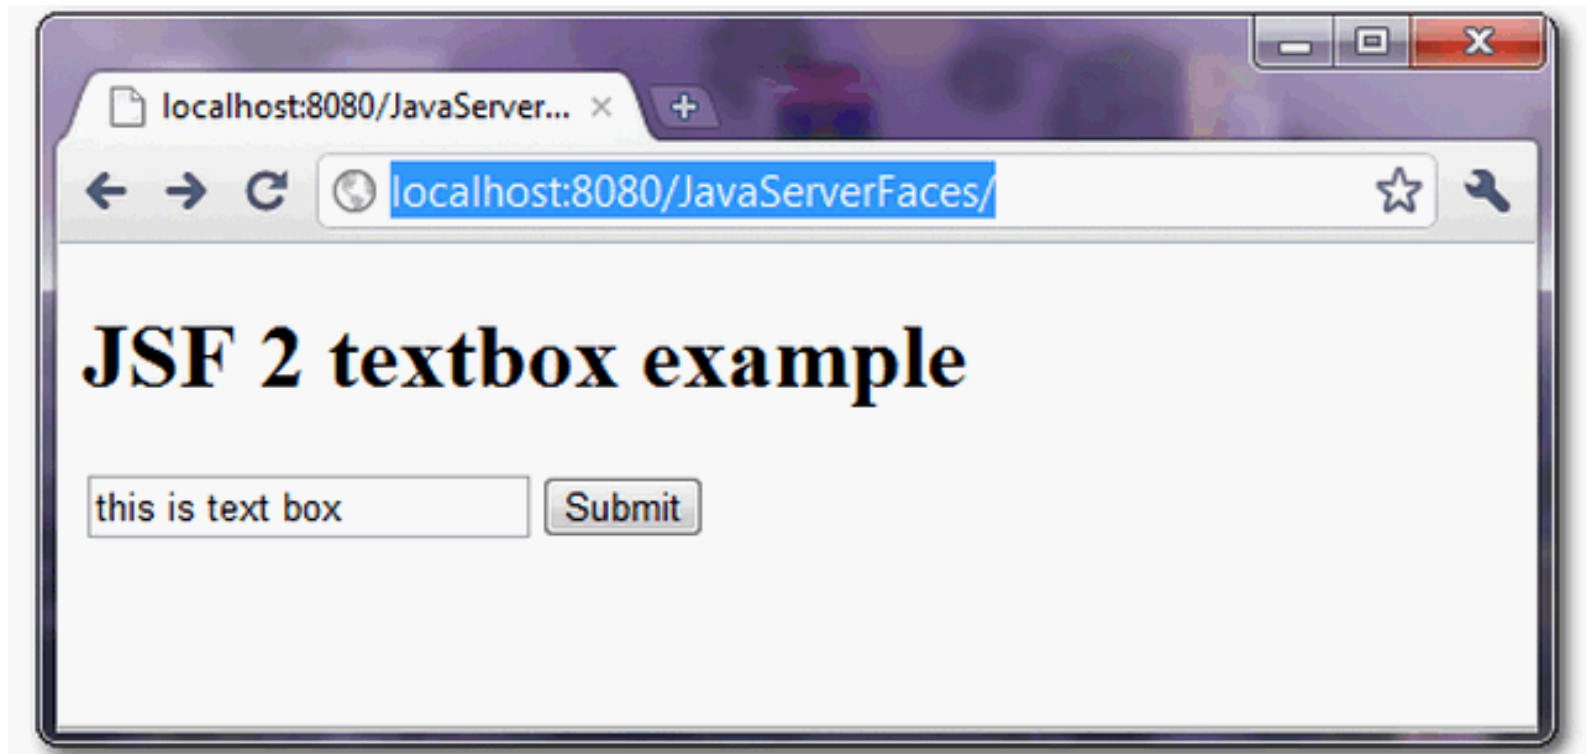 localhost:8080/JavaServer...
localhost:8080/JavaServerFaces/
JSF 2 textbox example
this is text box Submit